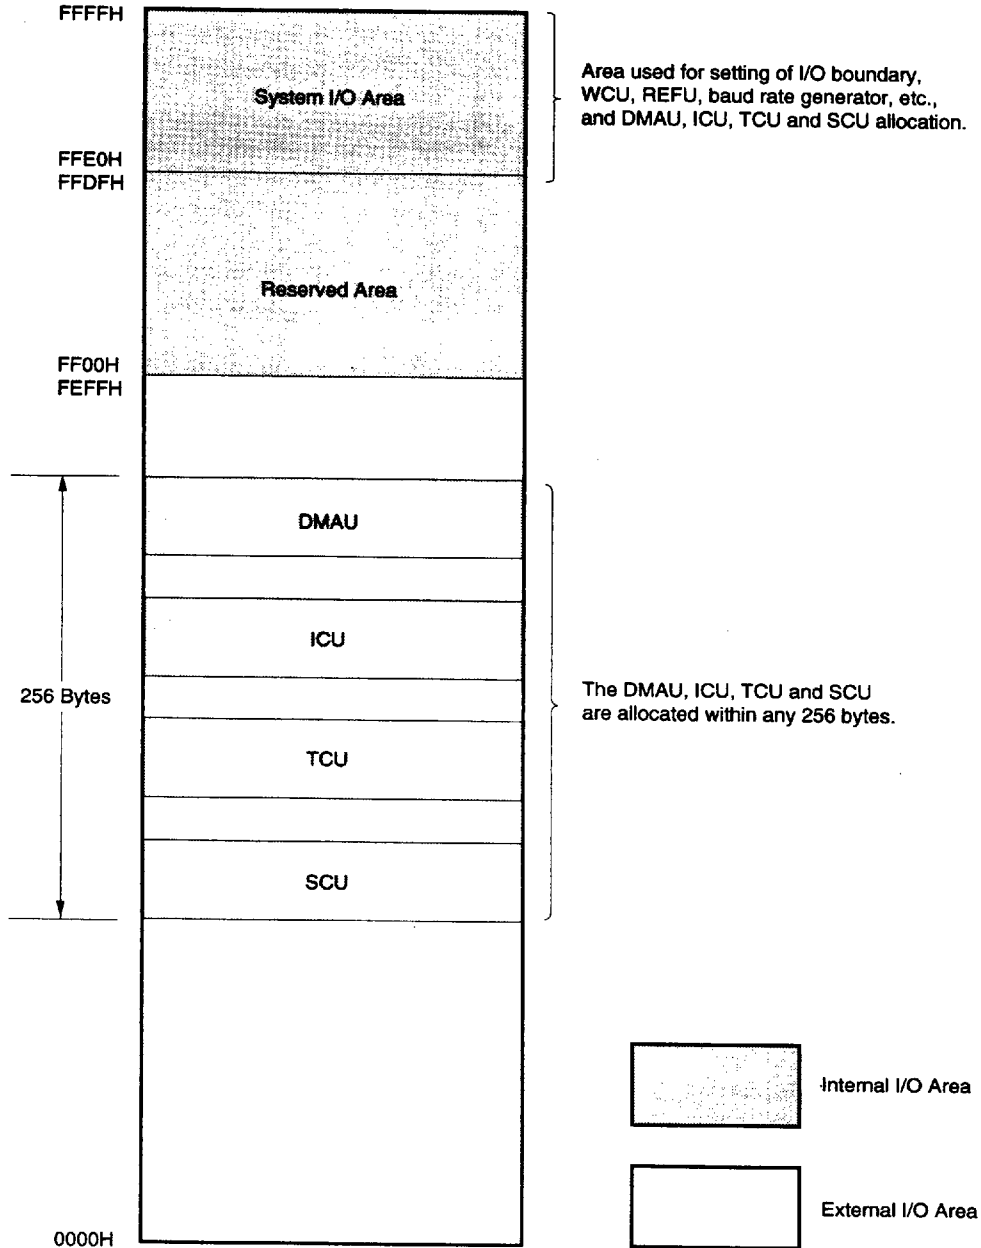 FFFFH
System I/O Area
Area used for setting of I/O boundary,
WCU, REFU, baud rate generator, etc.,
and DMAU, ICU, TCU and SCU allocation.
FFE0H
FFDFH
Reserved Area
FF00H
FEFFH
DMAU
ICU
256 Bytes
The DMAU, ICU, TCU and SCU
are allocated within any 256 bytes.
TCU
SCU
Internal I/O Area
External I/O Area
0000H